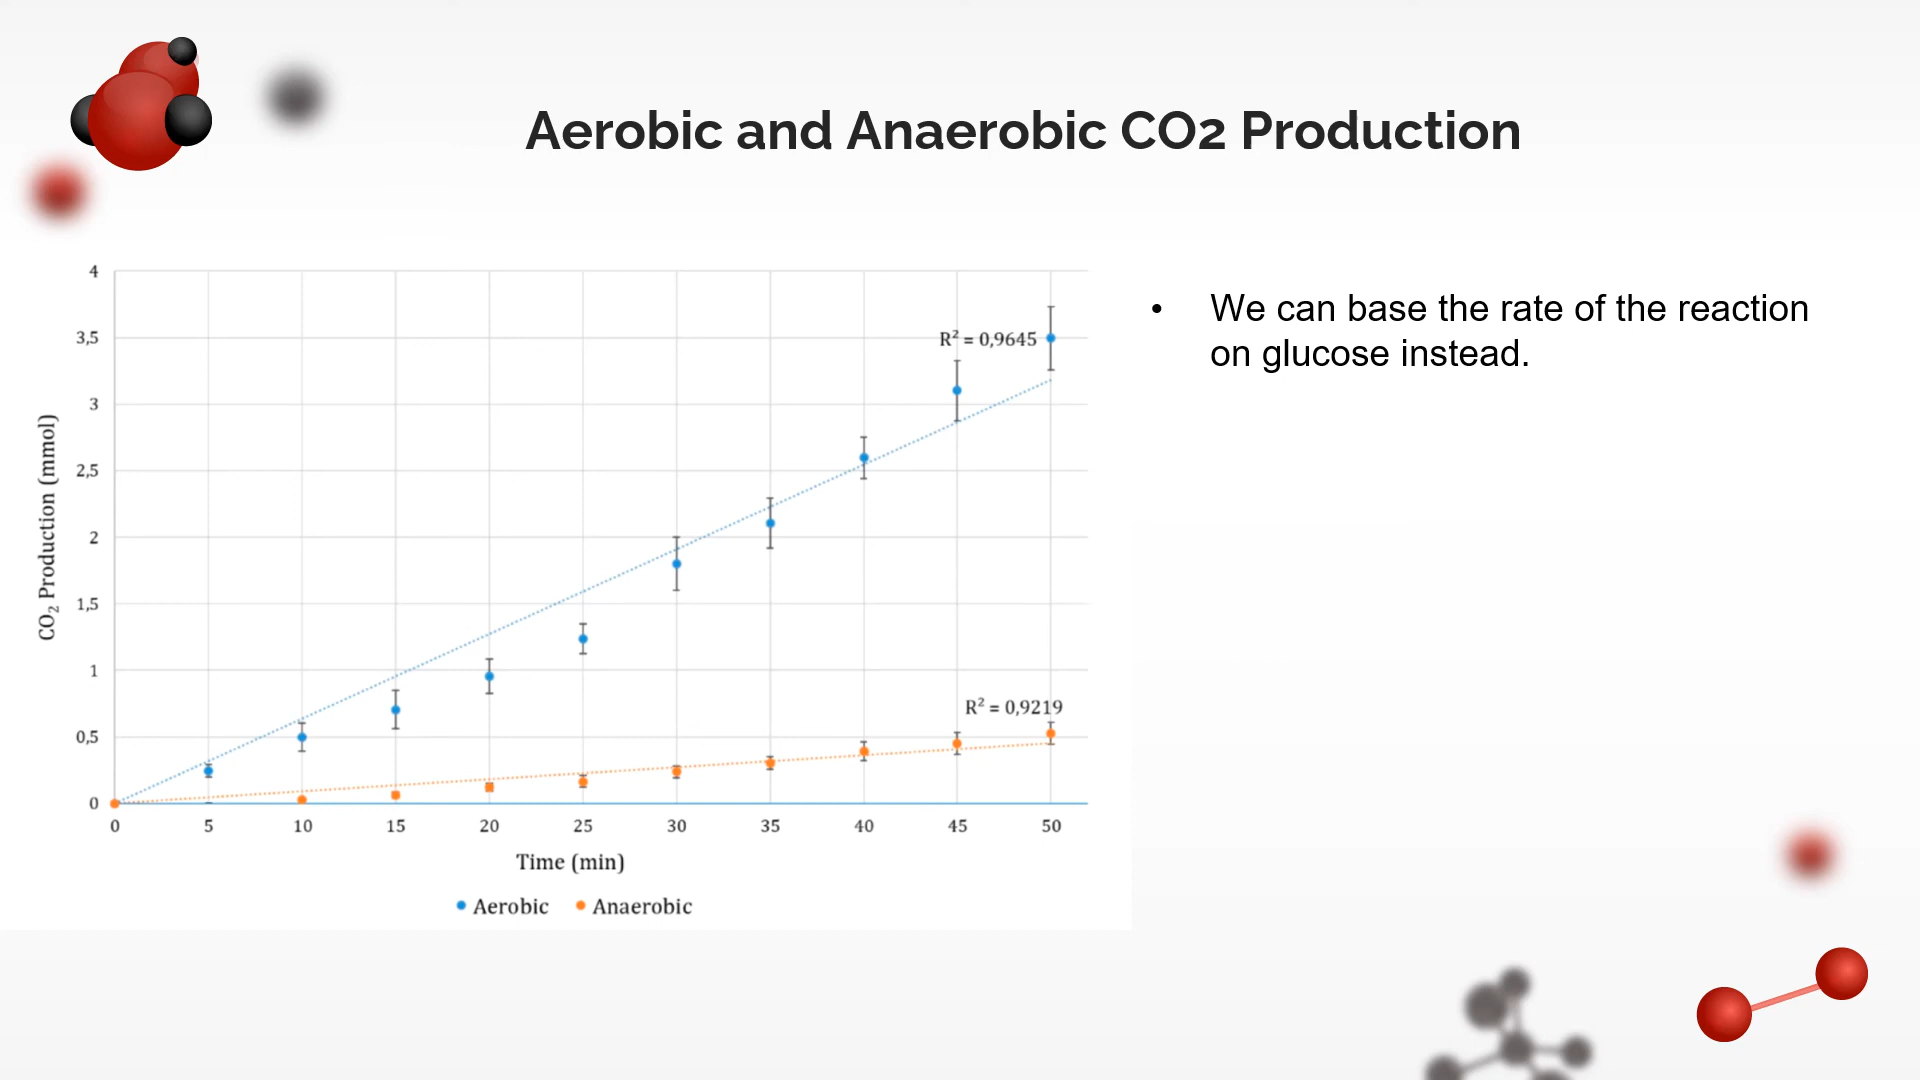 Aerobic and Anaerobic CO2 Production
• We can base the rate of the reaction
on glucose instead.
4
3,5
3
2,5
2
1,5
1
0,5
0
CO₂ Production (mmol)
R² = 0,9645
R² = 0,9219
0 5 10 15 20 25 30 35 40 45 50
Time (min)
Aerobic Anaerobic